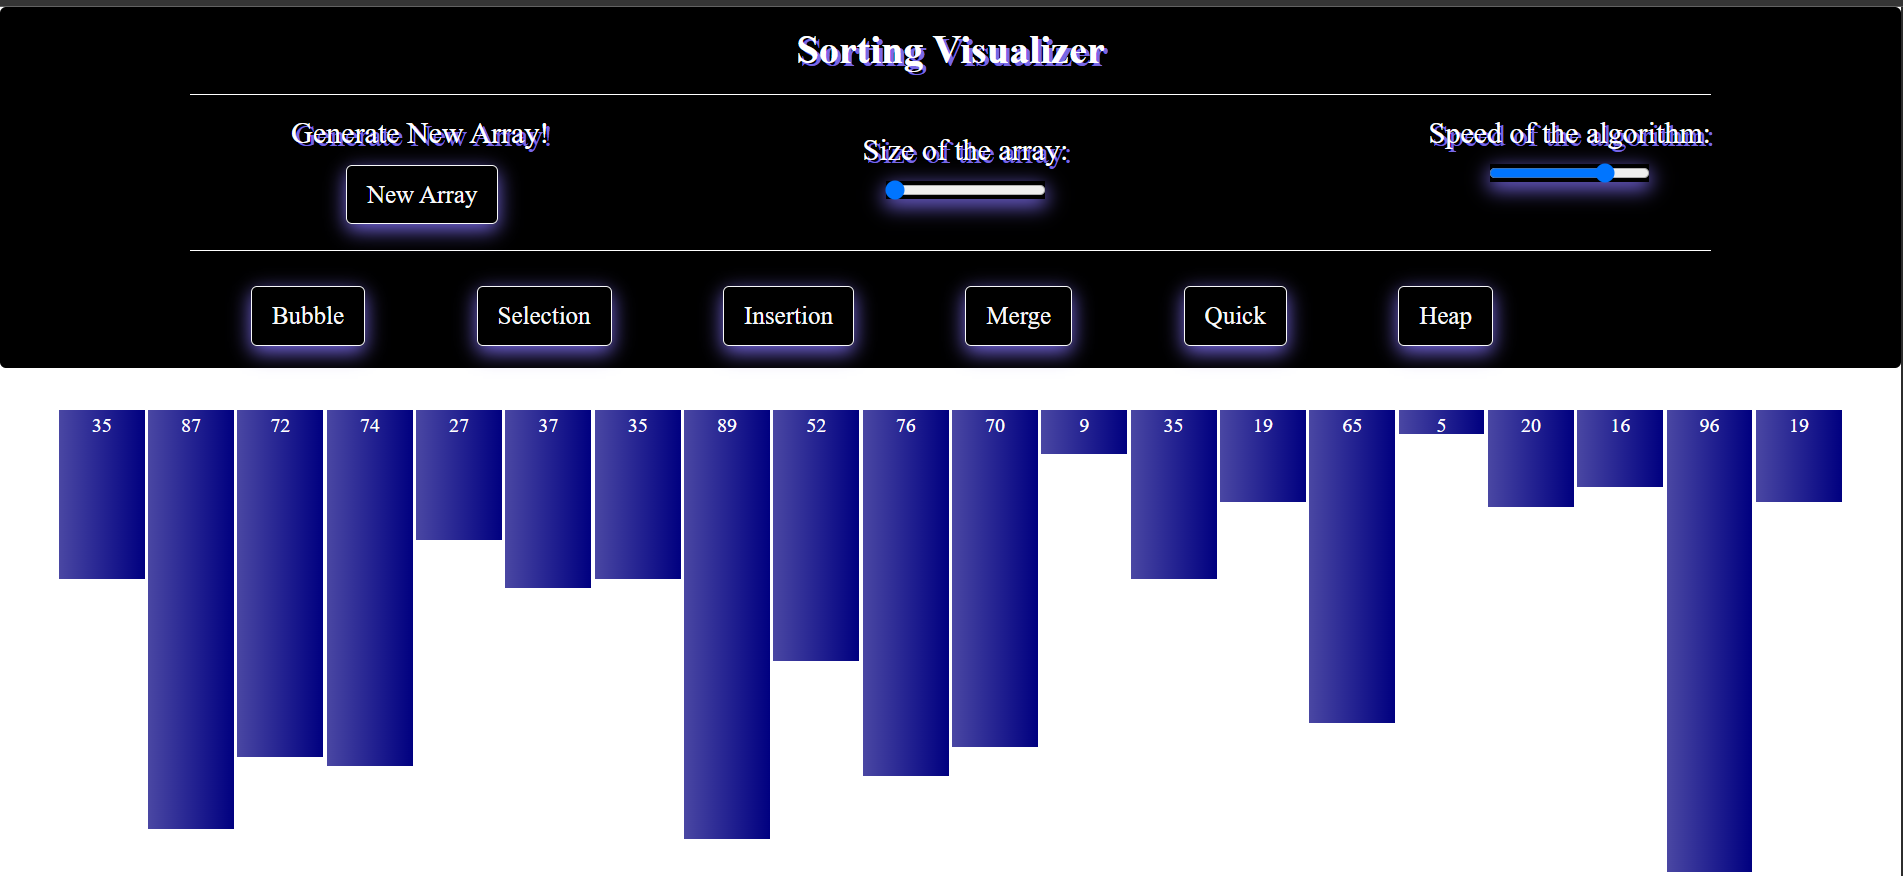 Sorting Visualizer
Generate New Array!
Size of the array:
Speed of the algorithm:
New Array
Bubble Selection Insertion Merge Quick Heap
35 87 72 74 27 37 35 89 52 76 70 9 35 19 65 5 20 16 96 19